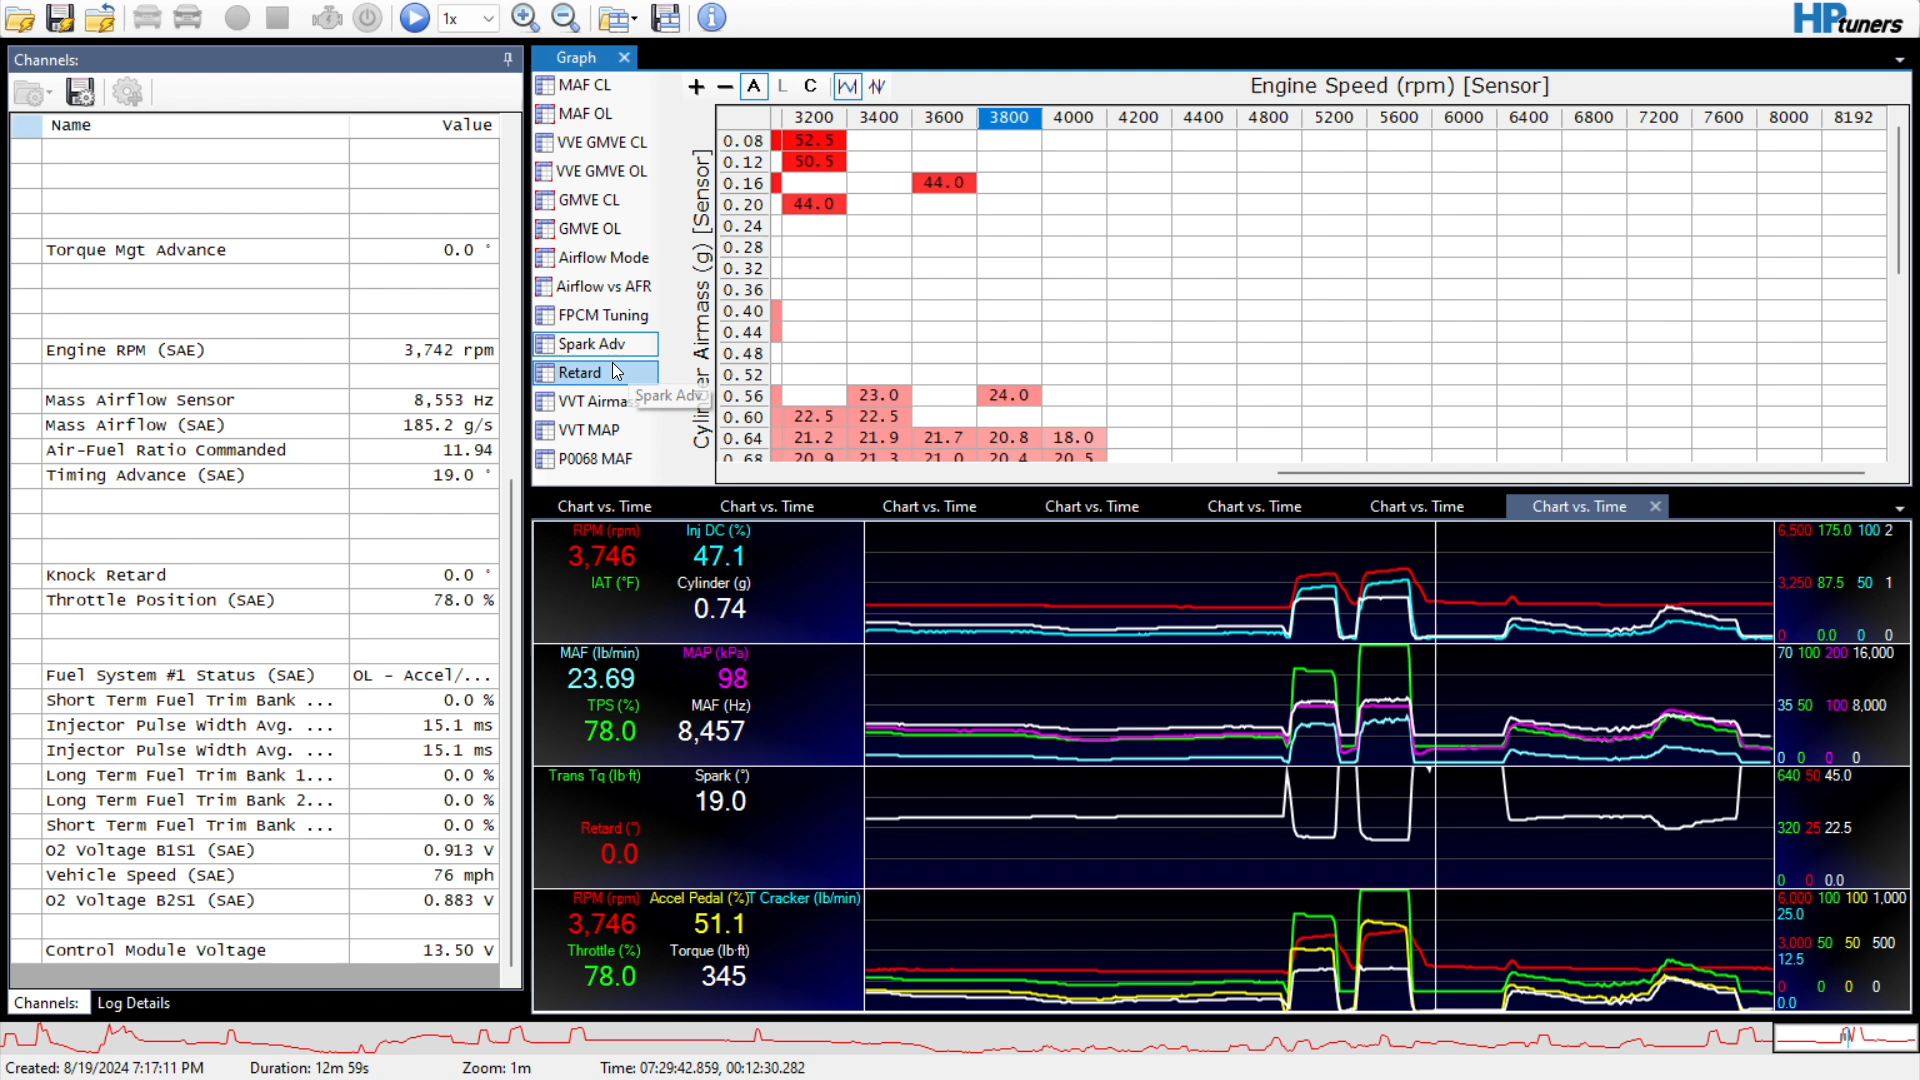 1x
HPtuners
Channels:
Graph
Name Value
Torque Mgt Advance 0.0 °
Engine RPM (SAE) 3,742 rpm
Mass Airflow Sensor 8,553 Hz
Mass Airflow (SAE) 185.2 g/s
Air-Fuel Ratio Commanded 11.94
Timing Advance (SAE) 19.0 °
Knock Retard 0.0 °
Throttle Position (SAE) 78.0 %
Fuel System #1 Status (SAE) OL - Accel/...
Short Term Fuel Trim Bank ... 0.0 %
Injector Pulse Width Avg. ... 15.1 ms
Injector Pulse Width Avg. ... 15.1 ms
Long Term Fuel Trim Bank 1... 0.0 %
Long Term Fuel Trim Bank 2... 0.0 %
Short Term Fuel Trim Bank ... 0.0 %
O2 Voltage B1S1 (SAE) 0.913 V
Vehicle Speed (SAE) 76 mph
O2 Voltage B2S1 (SAE) 0.883 V
Control Module Voltage 13.50 V
Channels: Log Details
MAF CL
MAF OL
VVE GMVE CL
VVE GMVE OL
GMVE CL
GMVE OL
Airflow Mode
Airflow vs AFR
FPCM Tuning
Spark Adv
Retard
VVT Airma
Spark Adv
VVT MAP
P0068 MAF
+ − A L C
Engine Speed (rpm) [Sensor]
Cylinder Airmass (g) [Sensor]
3200 3400 3600 3800 4000 4200 4400 4800 5200 5600 6000 6400 6800 7200 7600 8000 8192
0.08 52.5
0.12 50.5
0.16 44.0
0.20 44.0
0.24
0.28
0.32
0.36
0.40
0.44
0.48
0.52
0.56 23.0 24.0
0.60 22.5 22.5
0.64 21.2 21.9 21.7 20.8 18.0
0.68 20.9 21.3 21.0 20.4 20.5
Chart vs. Time Chart vs. Time Chart vs. Time Chart vs. Time Chart vs. Time Chart vs. Time Chart vs. Time
RPM (rpm) Inj DC (%)
3,746 47.1
IAT (°F) Cylinder (g)
0.74
6,500 175.0 100 2
3,250 87.5 50 1
0 0.0 0 0
MAF (lb/min) MAP (kPa)
23.69 98
TPS (%) MAF (Hz)
78.0 8,457
70 100 200 16,000
35 50 100 8,000
0 0 0 0
Trans Tq (lb·ft) Spark (°)
19.0
Retard (°)
0.0
640 50 45.0
320 25 22.5
0 0 0.0
RPM (rpm) Accel Pedal (%) T Cracker (lb/min)
3,746 51.1
Throttle (%) Torque (lb·ft)
78.0 345
6,000 100 100 1,000
25.0
3,000 50 50 500
12.5
0 0 0 0
0.0
Created: 8/19/2024 7:17:11 PM Duration: 12m 59s Zoom: 1m Time: 07:29:42.859, 00:12:30.282